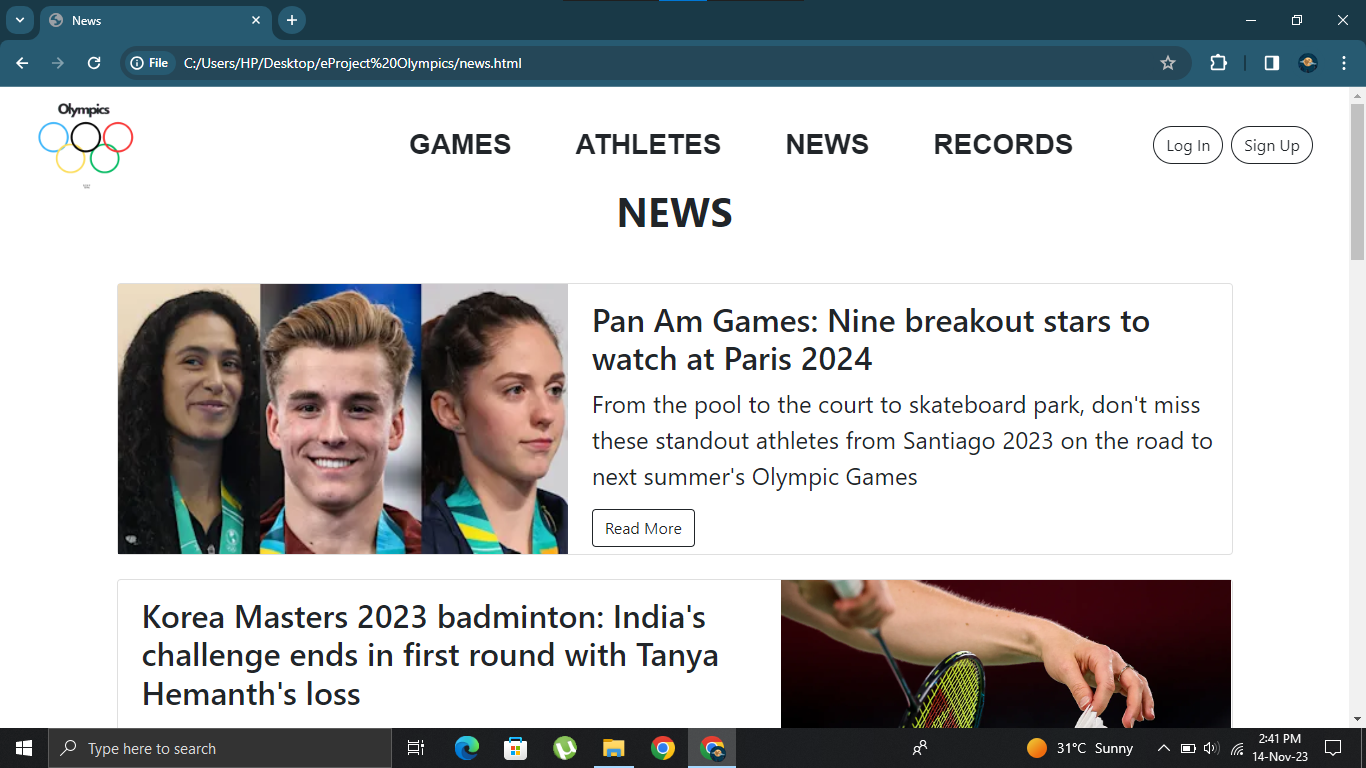 News
File
C:/Users/HP/Desktop/eProject%20Olympics/news.html
Olympics
GAMES
ATHLETES
NEWS
RECORDS
Log In
Sign Up
NEWS
Pan Am Games: Nine breakout stars to
watch at Paris 2024
From the pool to the court to skateboard park, don't miss
these standout athletes from Santiago 2023 on the road to
next summer's Olympic Games
Read More
Korea Masters 2023 badminton: India's
challenge ends in first round with Tanya
Hemanth's loss
Type here to search
31°C Sunny
2:41 PM
14-Nov-23